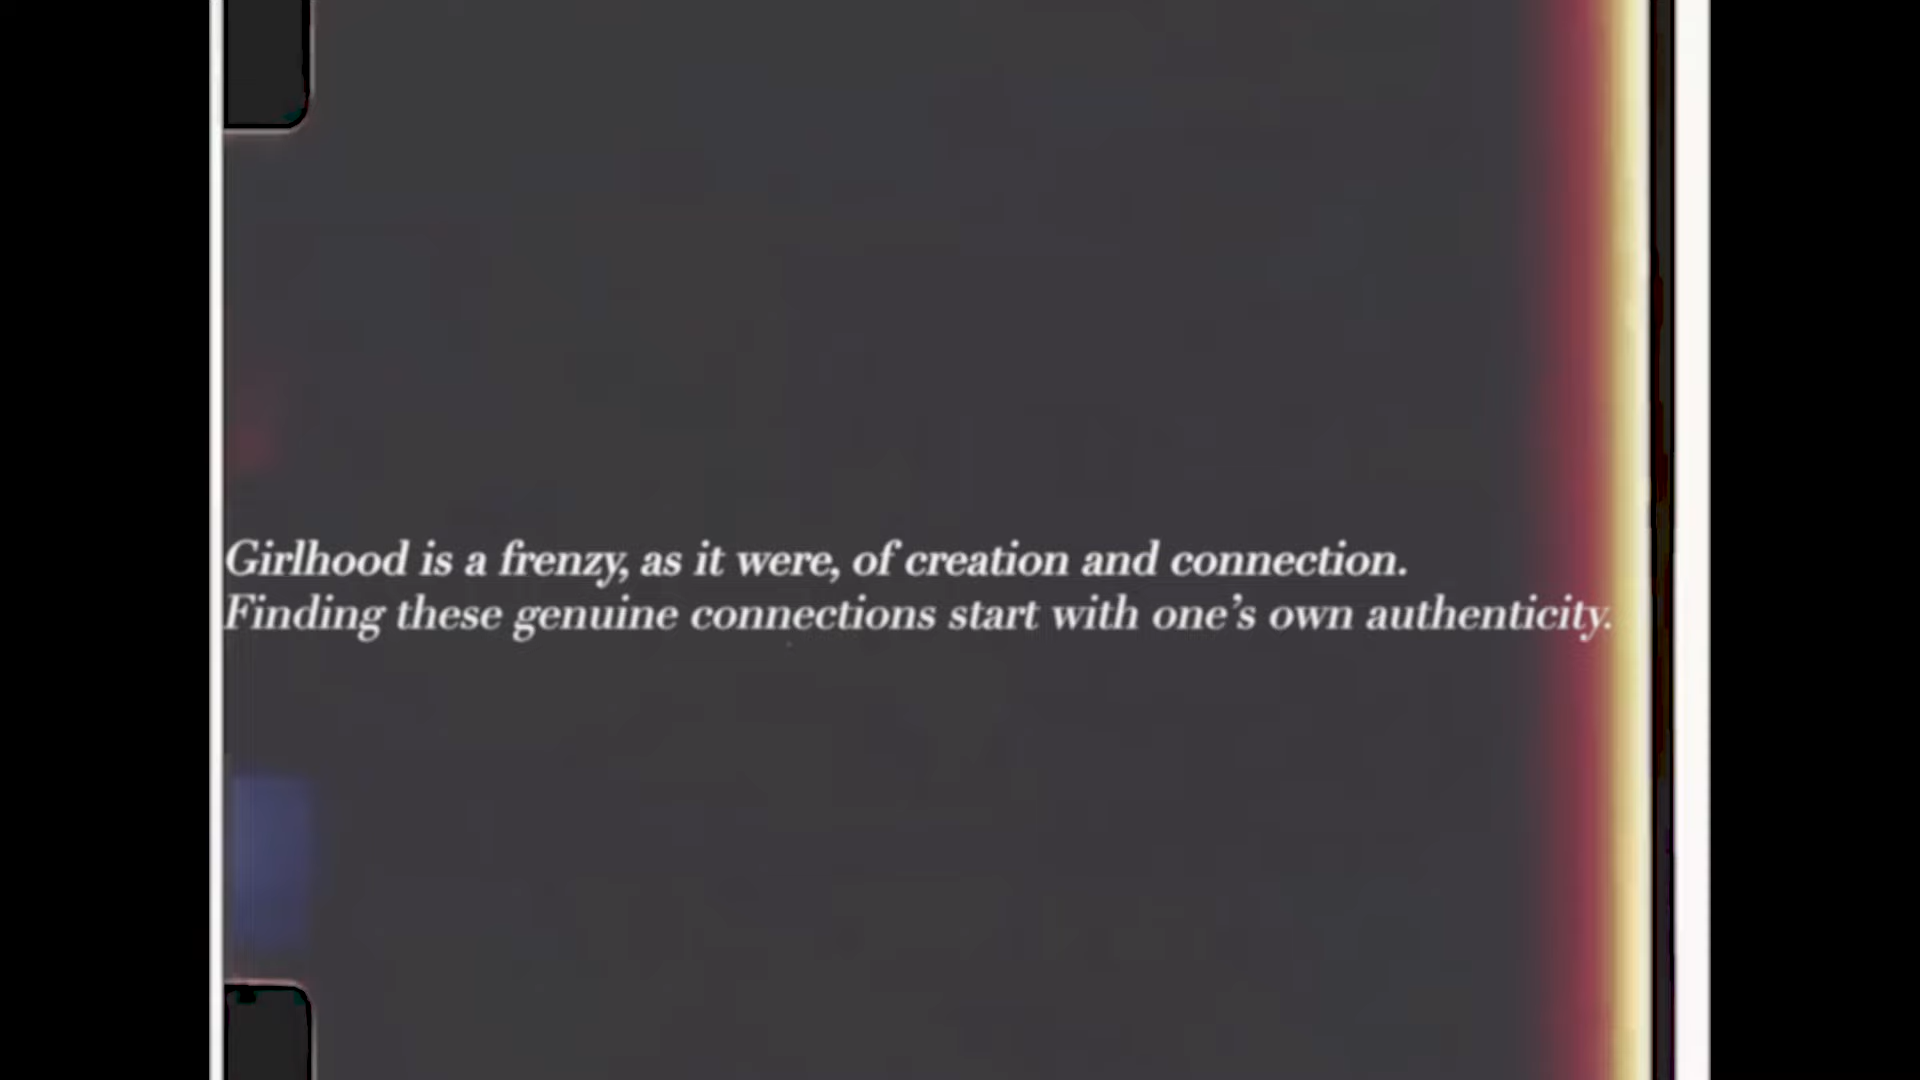 Girlhood is a frenzy, as it were, of creation and connection.
Finding these genuine connections start with one’s own authenticity.